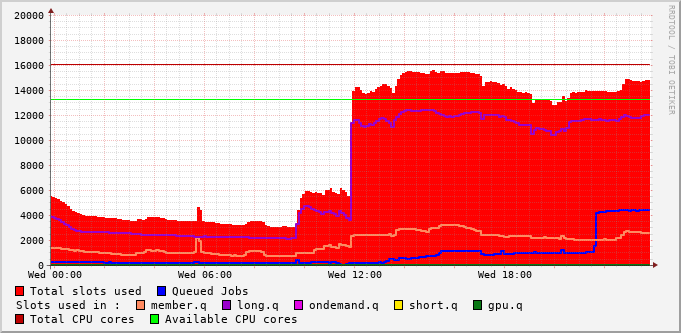 RRDTOOL / TOBI OETIKER
20000
18000
16000
14000
12000
10000
8000
6000
4000
2000
0
Wed 00:00 Wed 06:00 Wed 12:00 Wed 18:00
Total slots used Queued Jobs
Slots used in : member.q long.q ondemand.q short.q gpu.q
Total CPU cores Available CPU cores